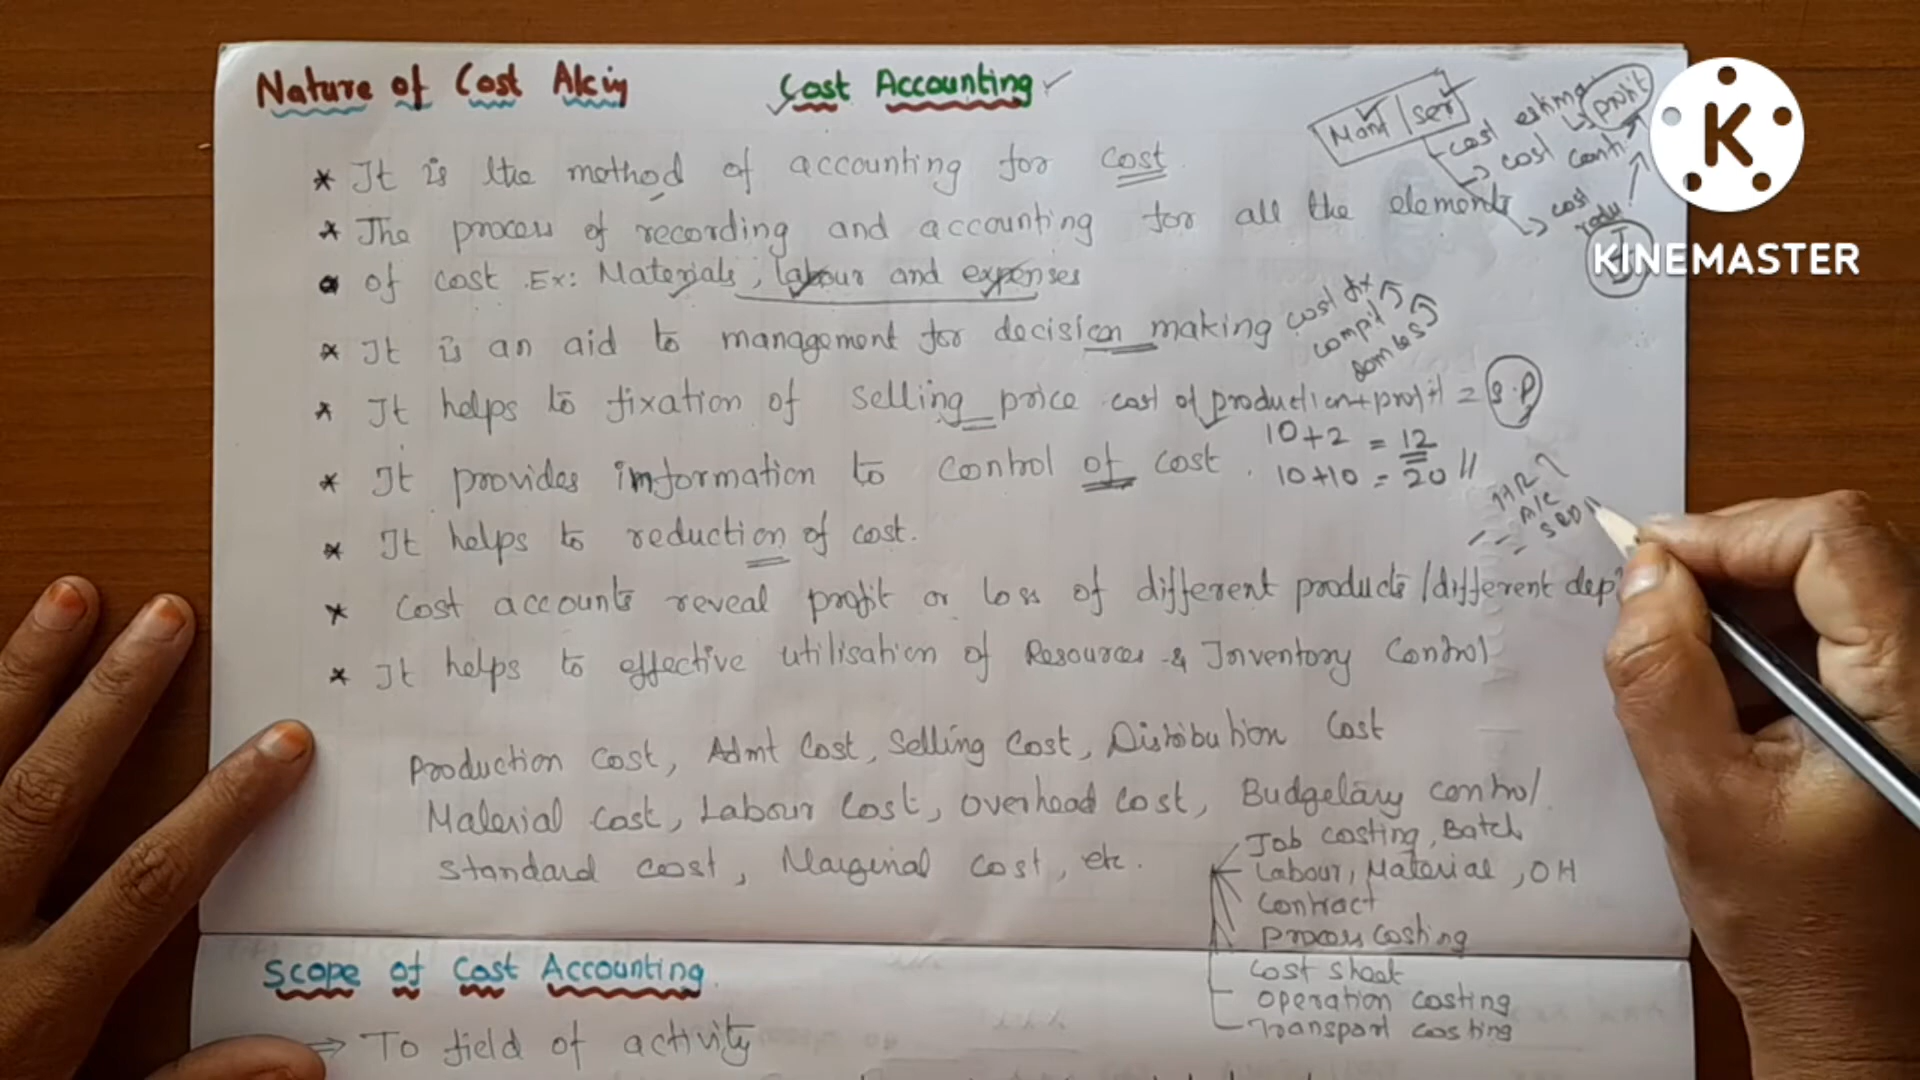 Nature of Cost A/cing
Cost Accounting
* It is the method of accounting for cost.
* The process of recording and accounting for all the elements
of cost. Ex: Materials, labour and expenses
* It is an aid to management for decision making
* It helps to fixation of selling price cost of production + profit = S.P
10+2 = 12
10+10 = 20
* It provides information to control of cost.
* It helps to reduction of cost.
* Cost accounts reveal profit or loss of different products/different dep
* It helps to effective utilisation of Resources & Inventory Control
Production Cost, Admt Cost, Selling Cost, Distribution Cost
Material Cost, Labour Cost, Overhead Cost, Budgetary control.
Standard cost, Marginal cost, etc.
Job costing, Batch
Labour, Material, OH
Contract
Process costing
Cost sheet
Operation costing
Transport costing
Scope of Cost Accounting
⇒ To field of activity
Manf/ser
cost estima
cost cont
cost redu
profit
cost
HR
A/C
K
KINEMASTER